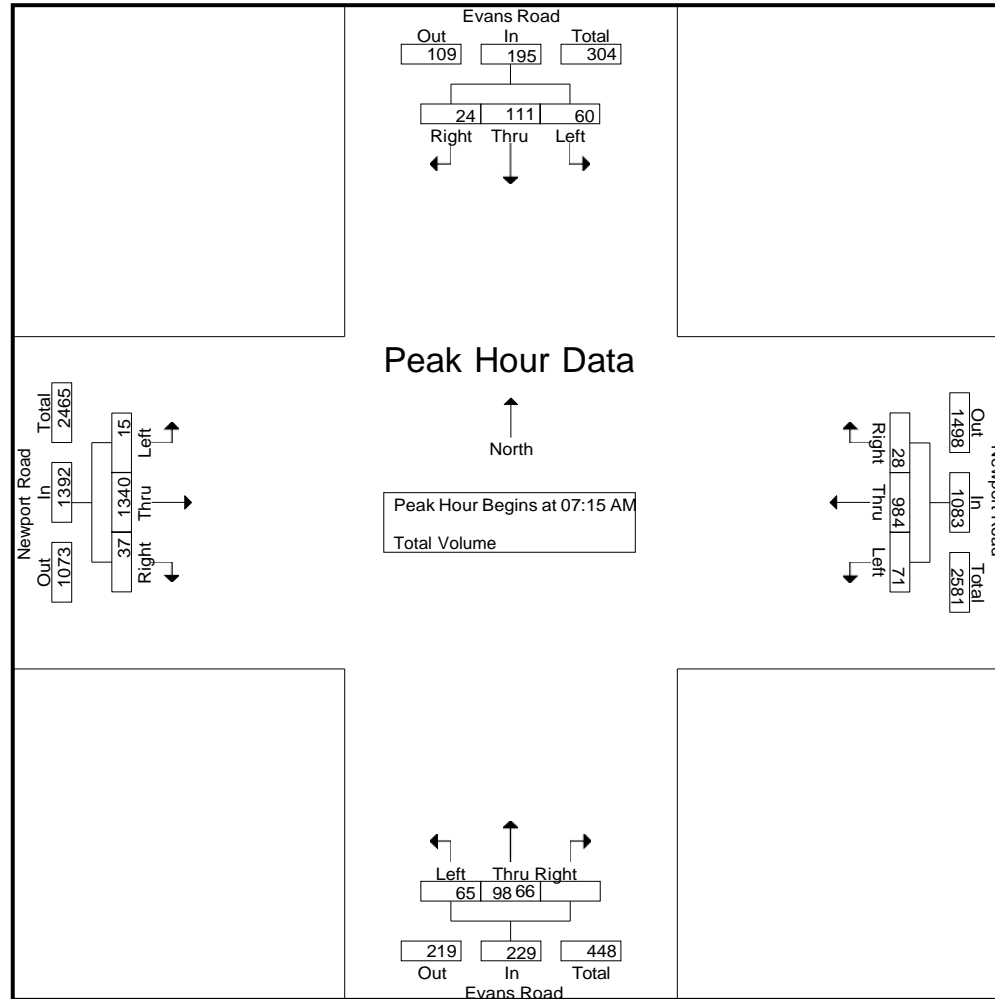 Evans Road
Out In Total
109 195 304
24 111 60
Right Thru Left
Peak Hour Data
North
Peak Hour Begins at 07:15 AM
Total Volume
Newport Road
Out In Total
1073 1392 2465
37 1340 15
Right Thru Left
Newport Road
Out In Total
1498 1083 2581
28 984 71
Right Thru Left
Left Thru Right
65 98 66
219 229 448
Out In Total
Evans Road